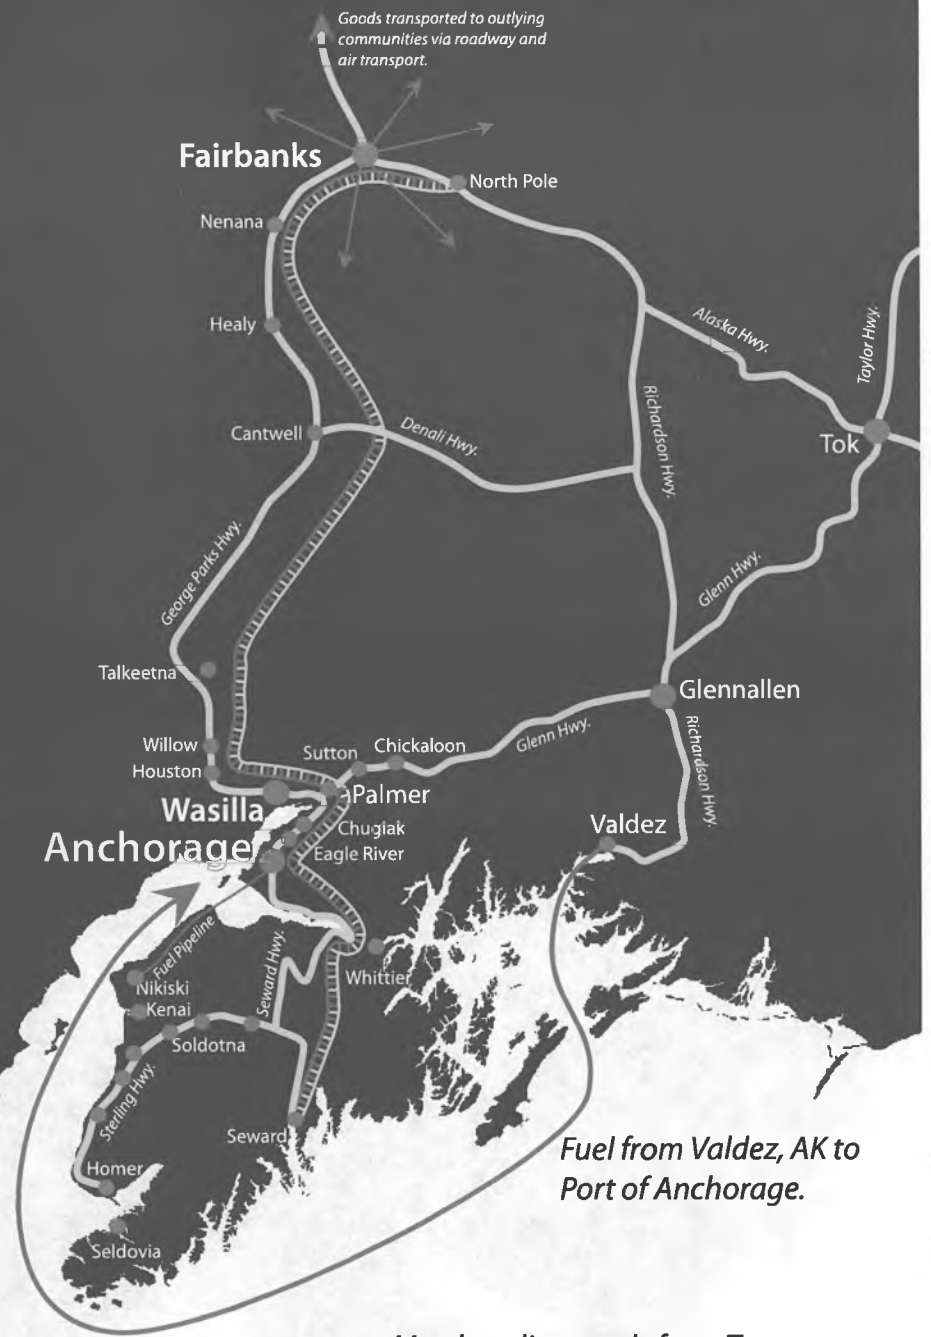 Goods transported to outlying
communities via roadway and
air transport.
Fairbanks
North Pole
Nenana
Healy
Alaska Hwy.
Taylor Hwy.
Cantwell
Denali Hwy.
Richardson Hwy.
Tok
George Parks Hwy.
Glenn Hwy.
Talkeetna
Glennallen
Willow
Houston
Sutton
Chickaloon
Glenn Hwy.
Richardson Hwy.
Wasilla
Palmer
Anchorage
Chugiak
Eagle River
Valdez
Fuel Pipeline
Seward Hwy.
Whittier
Nikiski
Kenai
Soldotna
Sterling Hwy.
Seward
Homer
Seldovia
Fuel from Valdez, AK to
Port of Anchorage.